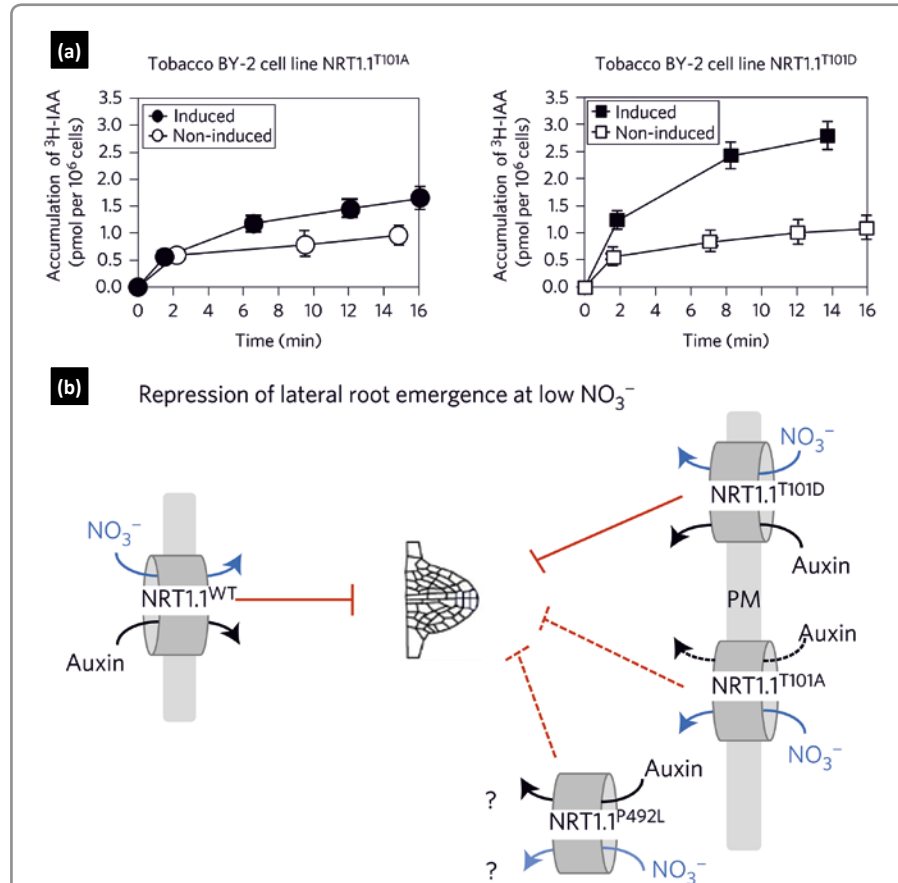 (a)
Tobacco BY-2 cell line NRT1.1ᵀ¹⁰¹ᴬ
Accumulation of ³H-IAA
(pmol per 10⁶ cells)
3.5
3.0
2.5
2.0
1.5
1.0
0.5
0.0
Induced
Non-induced
0 2 4 6 8 10 12 14 16
Time (min)
Tobacco BY-2 cell line NRT1.1ᵀ¹⁰¹ᴰ
Accumulation of ³H-IAA
(pmol per 10⁶ cells)
3.5
3.0
2.5
2.0
1.5
1.0
0.5
0.0
Induced
Non-induced
0 2 4 6 8 10 12 14 16
Time (min)
(b)
Repression of lateral root emergence at low NO₃⁻
NO₃⁻
NRT1.1ᵂᵀ
Auxin
NO₃⁻
NRT1.1ᵀ¹⁰¹ᴰ
Auxin
PM
Auxin
NRT1.1ᵀ¹⁰¹ᴬ
NO₃⁻
Auxin
?
NRT1.1ᴾ⁴⁹²ᴸ
?
NO₃⁻